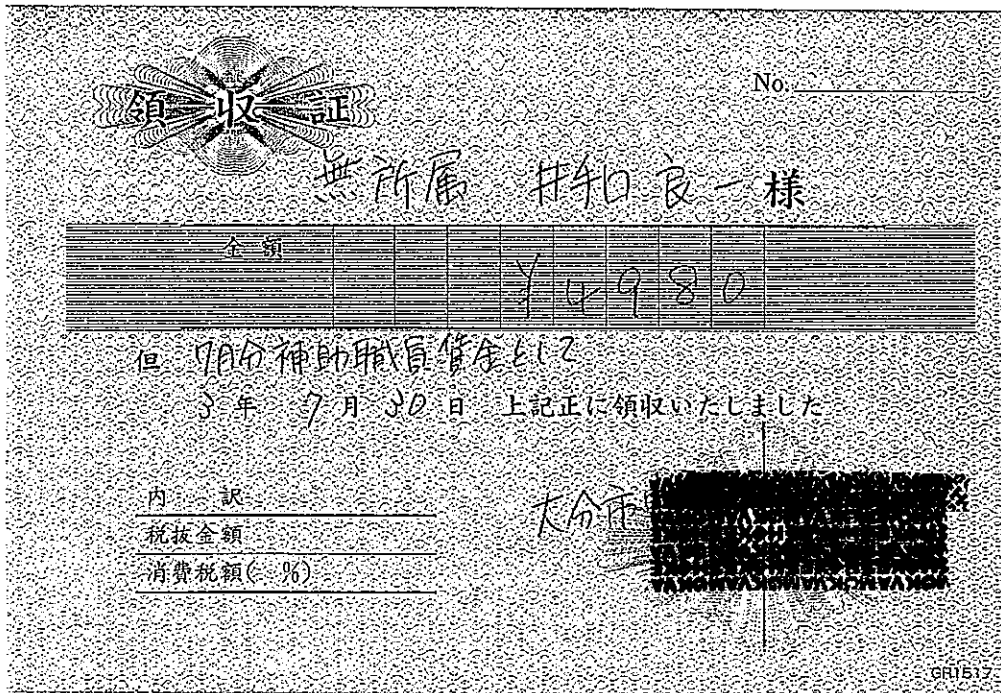 領収証
No.
無所属 井手口良一様
金額 ¥4980
但 7月分補助職員賃金として
3年 7月 30日 上記正に領収いたしました
内 訳
大分市
税抜金額
消費税額( %)
GR1517